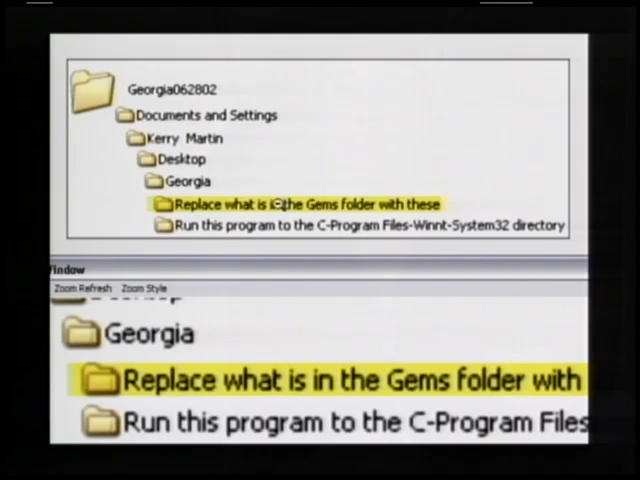 Georgia062802
Documents and Settings
Kerry Martin
Desktop
Georgia
Replace what is in the Gems folder with these
Run this program to the C-Program Files-Winnt-System32 directory
Window
Zoom Refresh Zoom Style
Desktop
Georgia
Replace what is in the Gems folder with
Run this program to the C-Program Files